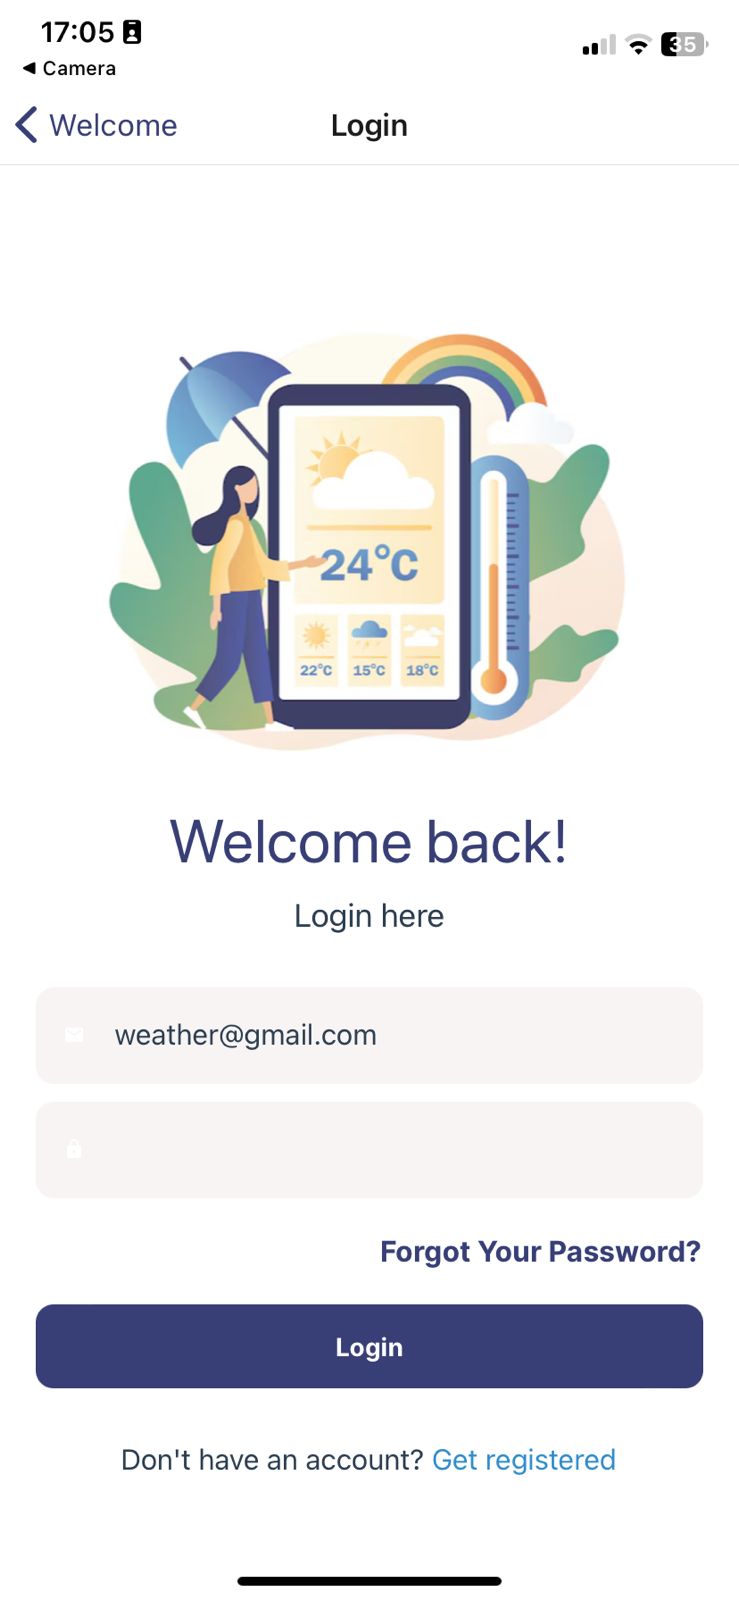 17:05
35
◀ Camera
Welcome
Login
24°C
22°C 15°C 18°C
Welcome back!
Login here
weather@gmail.com
Forgot Your Password?
Login
Don't have an account? Get registered